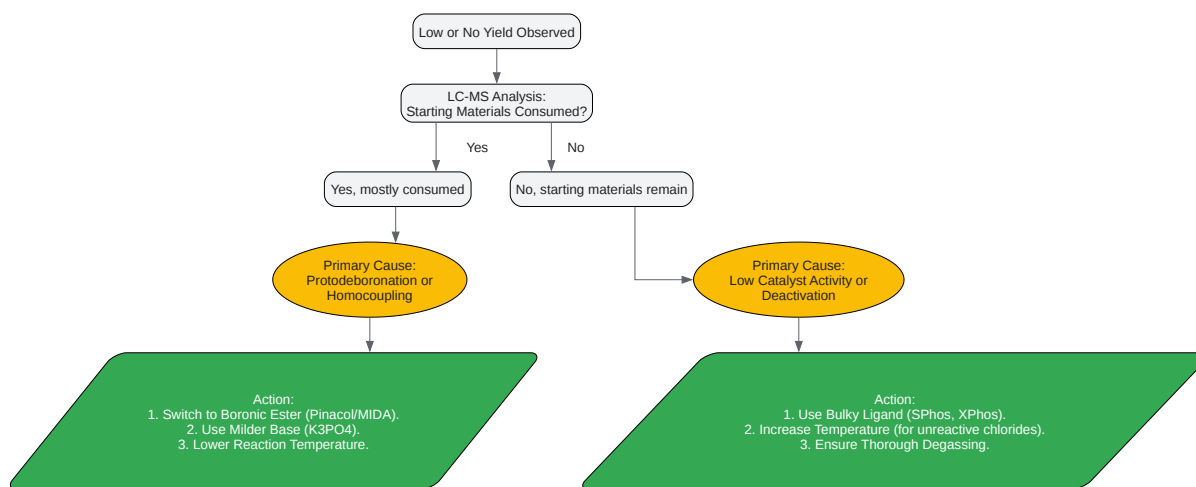 Low or No Yield Observed
LC-MS Analysis:
Starting Materials Consumed?
Yes
No
Yes, mostly consumed
No, starting materials remain
Primary Cause:
Protodeboronation or
Homocoupling
Primary Cause:
Low Catalyst Activity or
Deactivation
Action:
1. Switch to Boronic Ester (Pinacol/MIDA).
2. Use Milder Base (K3PO4).
3. Lower Reaction Temperature.
Action:
1. Use Bulky Ligand (SPhos, XPhos).
2. Increase Temperature (for unreactive chlorides).
3. Ensure Thorough Degassing.